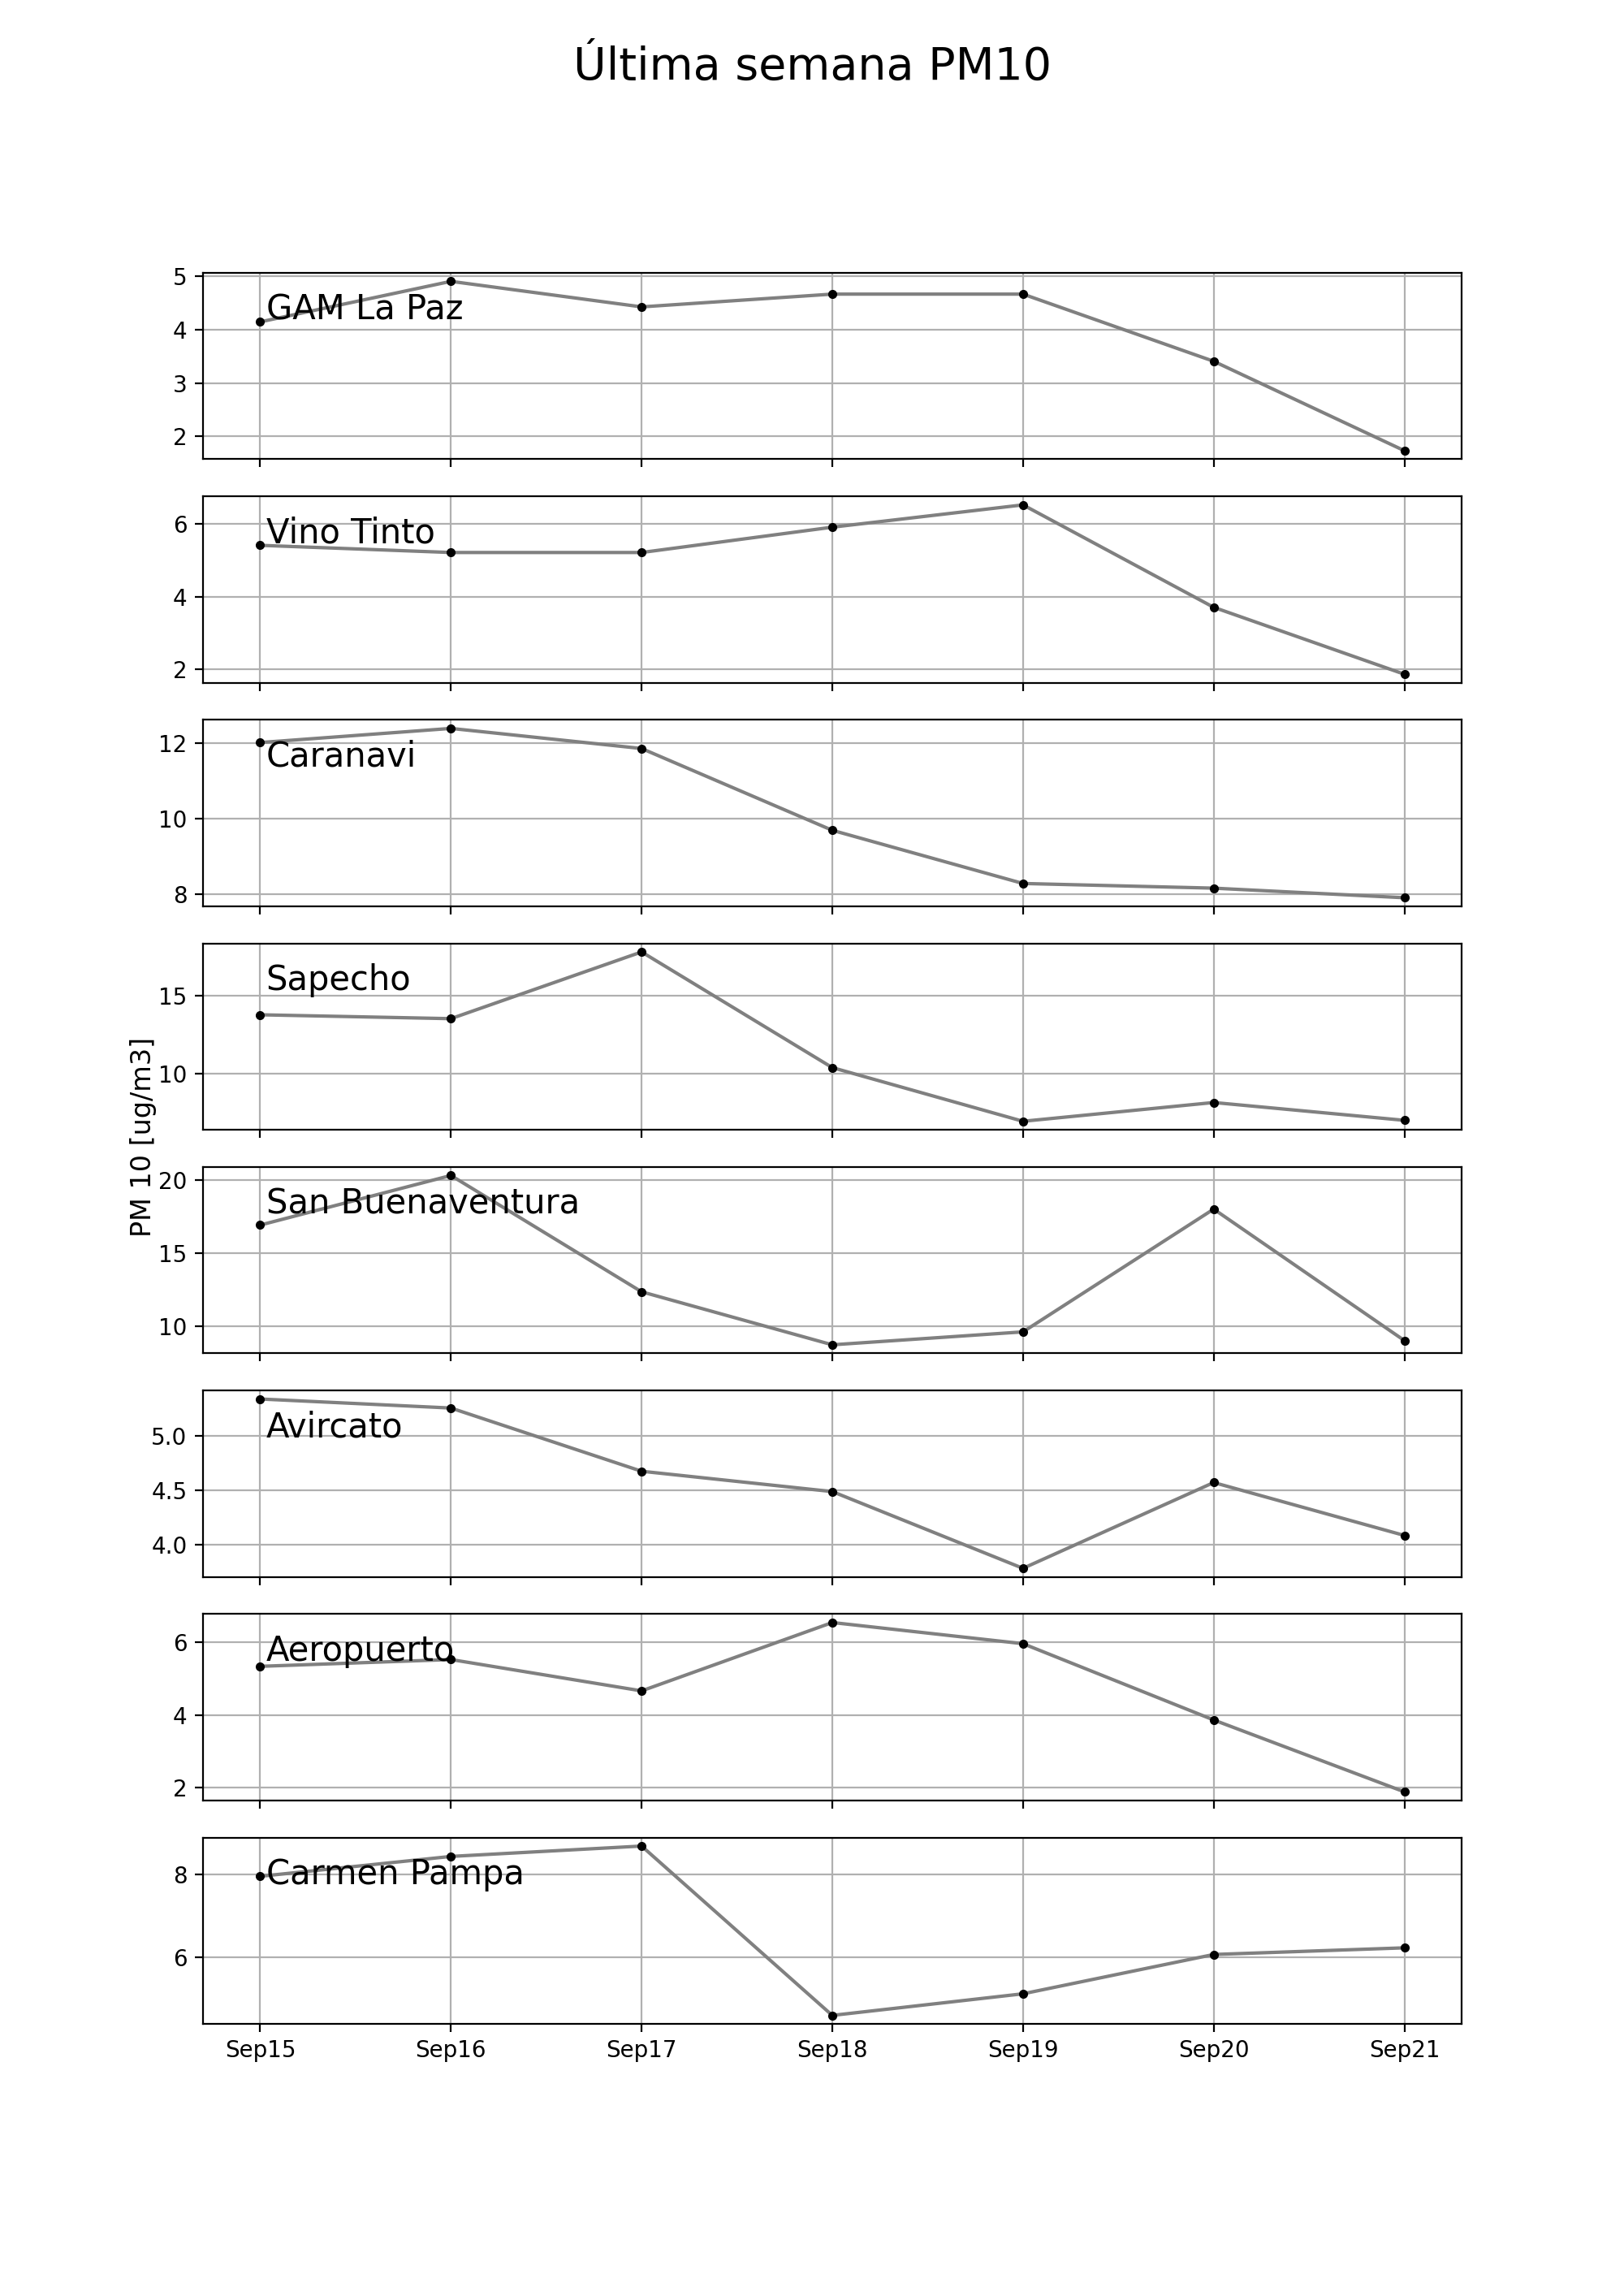 Última semana PM10
5
GAM La Paz
4
3
2
6
Vino Tinto
4
2
12
Caranavi
10
8
Sapecho
15
10
PM 10 [ug/m3]
20
San Buenaventura
15
10
Avircato
5.0
4.5
4.0
6
Aeropuerto
4
2
8
Carmen Pampa
6
Sep15 Sep16 Sep17 Sep18 Sep19 Sep20 Sep21